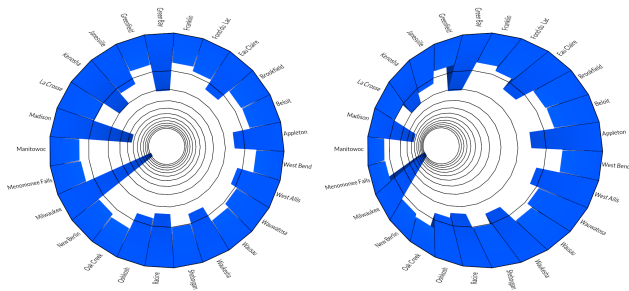 Appleton
Beloit
Brookfield
Eau Claire
Fond du Lac
Franklin
Green Bay
Greenfield
Janesville
Kenosha
La Crosse
Madison
Manitowoc
Menomonee Falls
Milwaukee
New Berlin
Oak Creek
Oshkosh
Racine
Sheboygan
Waukesha
Wausau
Wauwatosa
West Allis
West Bend
Appleton
Beloit
Brookfield
Eau Claire
Fond du Lac
Franklin
Green Bay
Greenfield
Janesville
Kenosha
La Crosse
Madison
Manitowoc
Menomonee Falls
Milwaukee
New Berlin
Oak Creek
Oshkosh
Racine
Sheboygan
Waukesha
Wausau
Wauwatosa
West Allis
West Bend